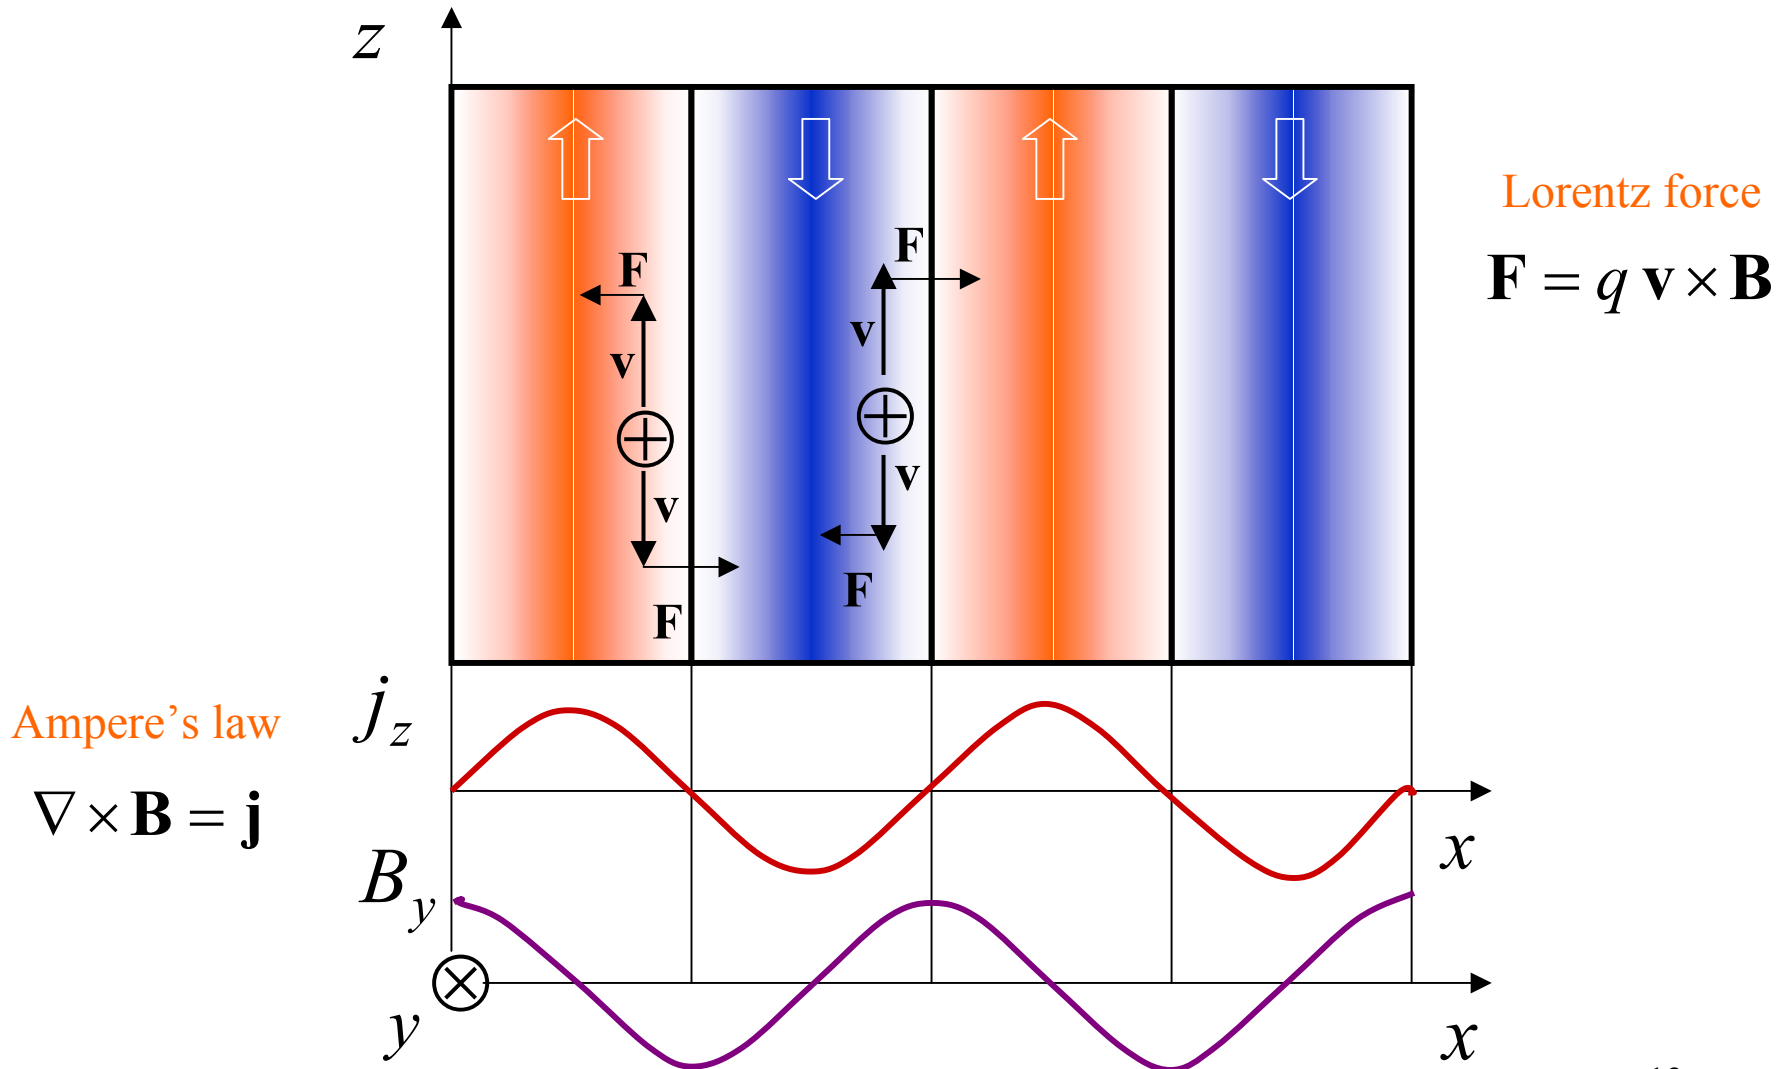 z
Lorentz force
F = q v × B
F
F
v
v
v
v
F
F
j_z
Ampere’s law
∇ × B = j
x
B_y
y
x